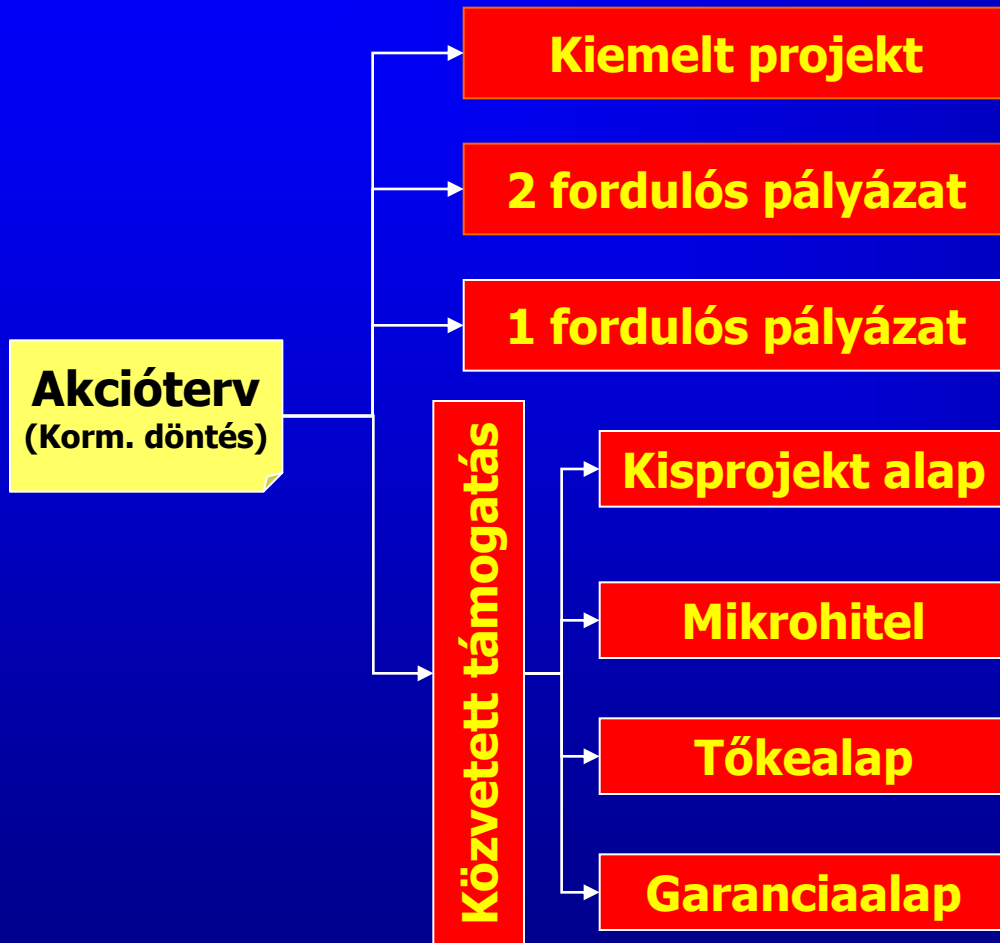 Kiemelt projekt
2 fordulós pályázat
1 fordulós pályázat
Akcióterv
(Korm. döntés)
Közvetett támogatás
Kisprojekt alap
Mikrohitel
Tőkealap
Garanciaalap